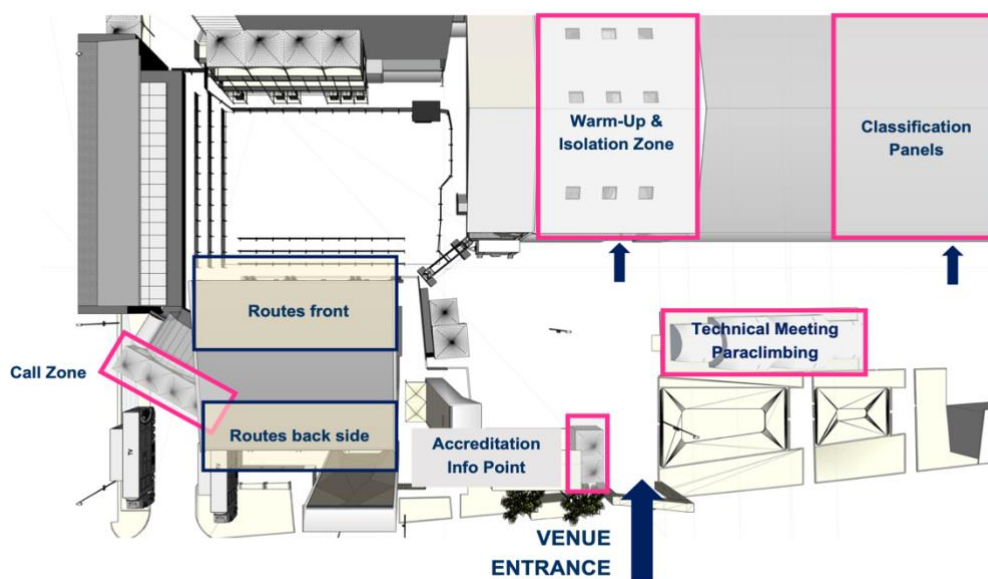 Warm-Up &
Isolation Zone
Classification
Panels
Routes front
Technical Meeting
Paraclimbing
Call Zone
Routes back side
Accreditation
Info Point
VENUE
ENTRANCE